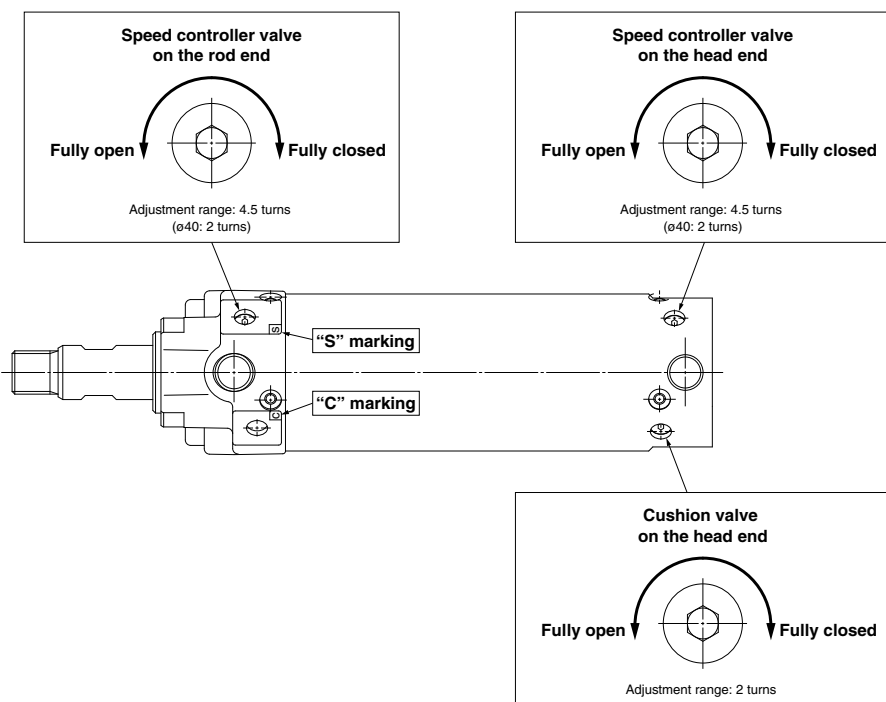 Speed controller valve
on the rod end
Fully open
Fully closed
Adjustment range: 4.5 turns
(ø40: 2 turns)
Speed controller valve
on the head end
Fully open
Fully closed
Adjustment range: 4.5 turns
(ø40: 2 turns)
S
“S” marking
“C” marking
C
Cushion valve
on the head end
Fully open
Fully closed
Adjustment range: 2 turns